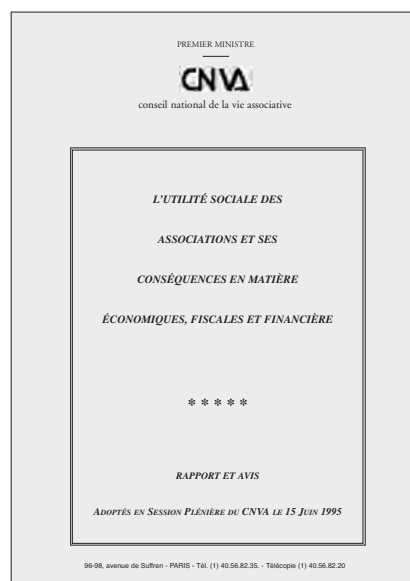 PREMIER MINISTRE
CNVA
conseil national de la vie associative
L'UTILITÉ SOCIALE DES
ASSOCIATIONS ET SES
CONSÉQUENCES EN MATIÈRE
ÉCONOMIQUES, FISCALES ET FINANCIÈRE
* * * * *
RAPPORT ET AVIS
ADOPTÉS EN SESSION PLÉNIÈRE DU CNVA LE 15 JUIN 1995
96-98, avenue de Suffren - PARIS - Tél. (1) 40.56.82.35. - Télécopie (1) 40.56.82.20